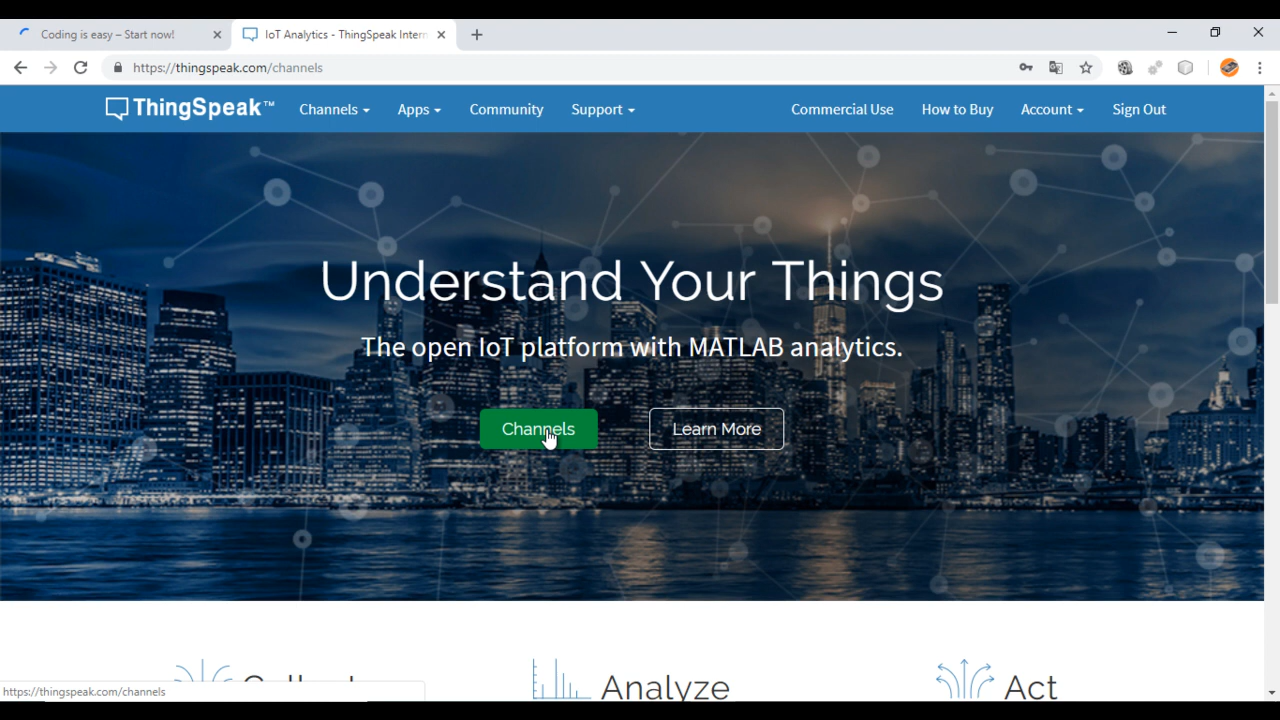 Coding is easy – Start now!
IoT Analytics - ThingSpeak Intern
https://thingspeak.com/channels
ThingSpeak™ Channels Apps Community Support Commercial Use How to Buy Account Sign Out
Understand Your Things
The open IoT platform with MATLAB analytics.
Channels Learn More
Analyze Act
https://thingspeak.com/channels